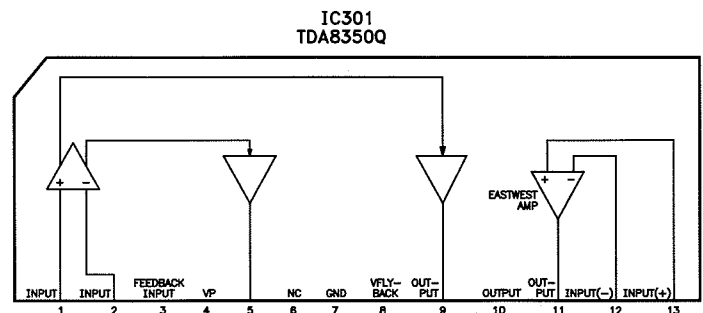 IC301
TDA8350Q
+ −
+ −
EASTWEST
AMP
INPUT INPUT FEEDBACK INPUT VP NC GND VFLY-BACK OUT-PUT OUTPUT OUT-PUT INPUT(−) INPUT(+)
1 2 3 4 5 6 7 8 9 10 11 12 13